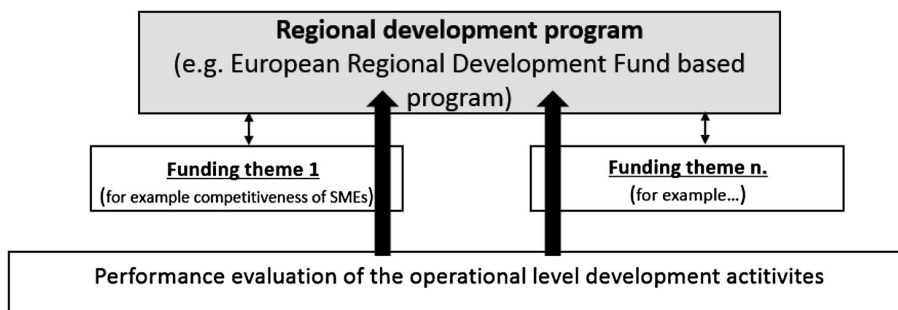 Regional development program
(e.g. European Regional Development Fund based
program)
Funding theme 1
(for example competitiveness of SMEs)
Funding theme n.
(for example…)
Performance evaluation of the operational level development actitivites